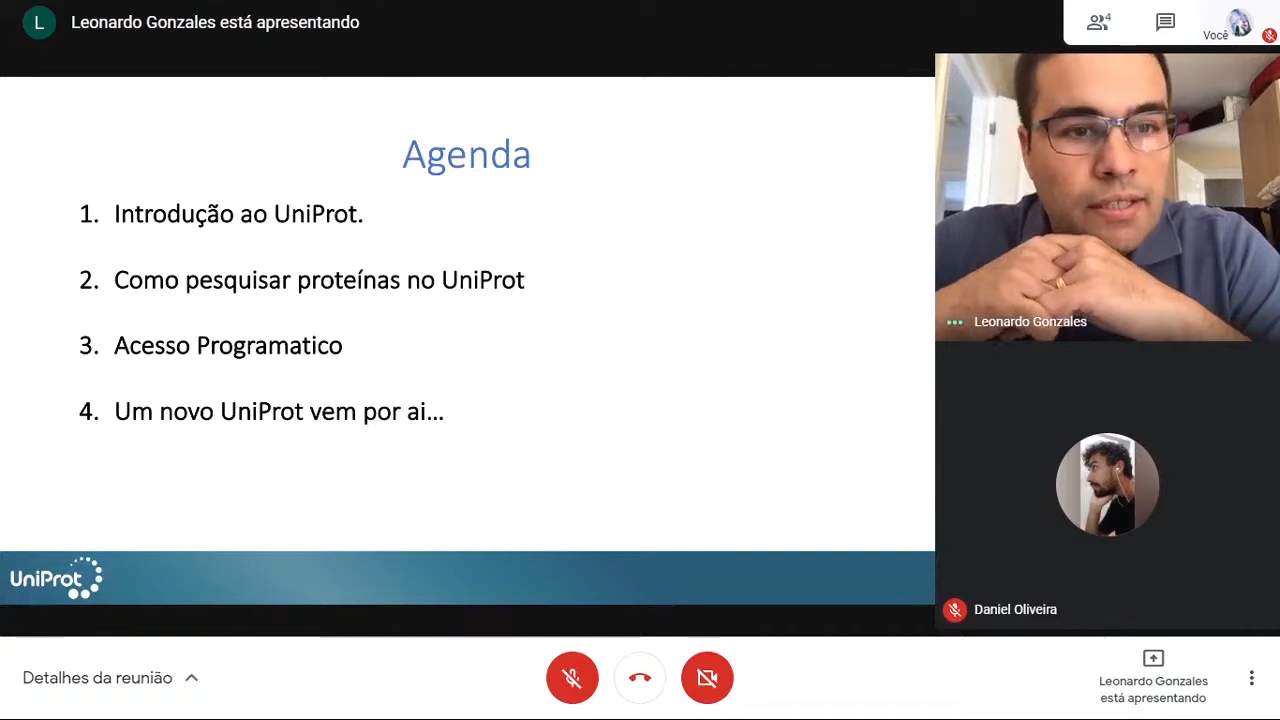 L
Leonardo Gonzales está apresentando
4
Você
Agenda
1. Introdução ao UniProt.
2. Como pesquisar proteínas no UniProt
3. Acesso Programatico
4. Um novo UniProt vem por ai...
UniProt
Leonardo Gonzales
Daniel Oliveira
Detalhes da reunião
Leonardo Gonzales
está apresentando